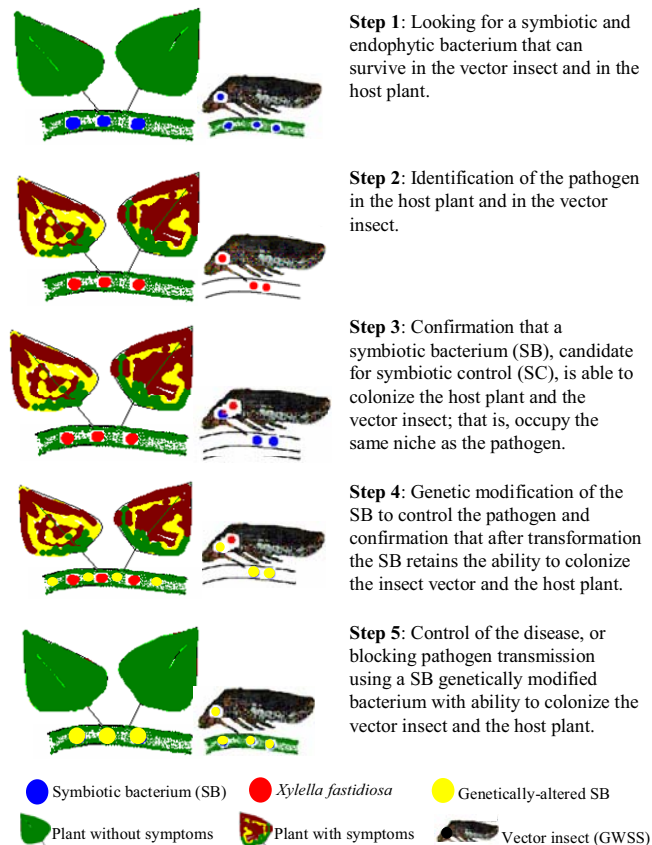 Step 1: Looking for a symbiotic and
endophytic bacterium that can
survive in the vector insect and in the
host plant.
Step 2: Identification of the pathogen
in the host plant and in the vector
insect.
Step 3: Confirmation that a
symbiotic bacterium (SB), candidate
for symbiotic control (SC), is able to
colonize the host plant and the
vector insect; that is, occupy the
same niche as the pathogen.
Step 4: Genetic modification of the
SB to control the pathogen and
confirmation that after transformation
the SB retains the ability to colonize
the insect vector and the host plant.
Step 5: Control of the disease, or
blocking pathogen transmission
using a SB genetically modified
bacterium with ability to colonize the
vector insect and the host plant.
Symbiotic bacterium (SB)
Xylella fastidiosa
Genetically-altered SB
Plant without symptoms
Plant with symptoms
Vector insect (GWSS)